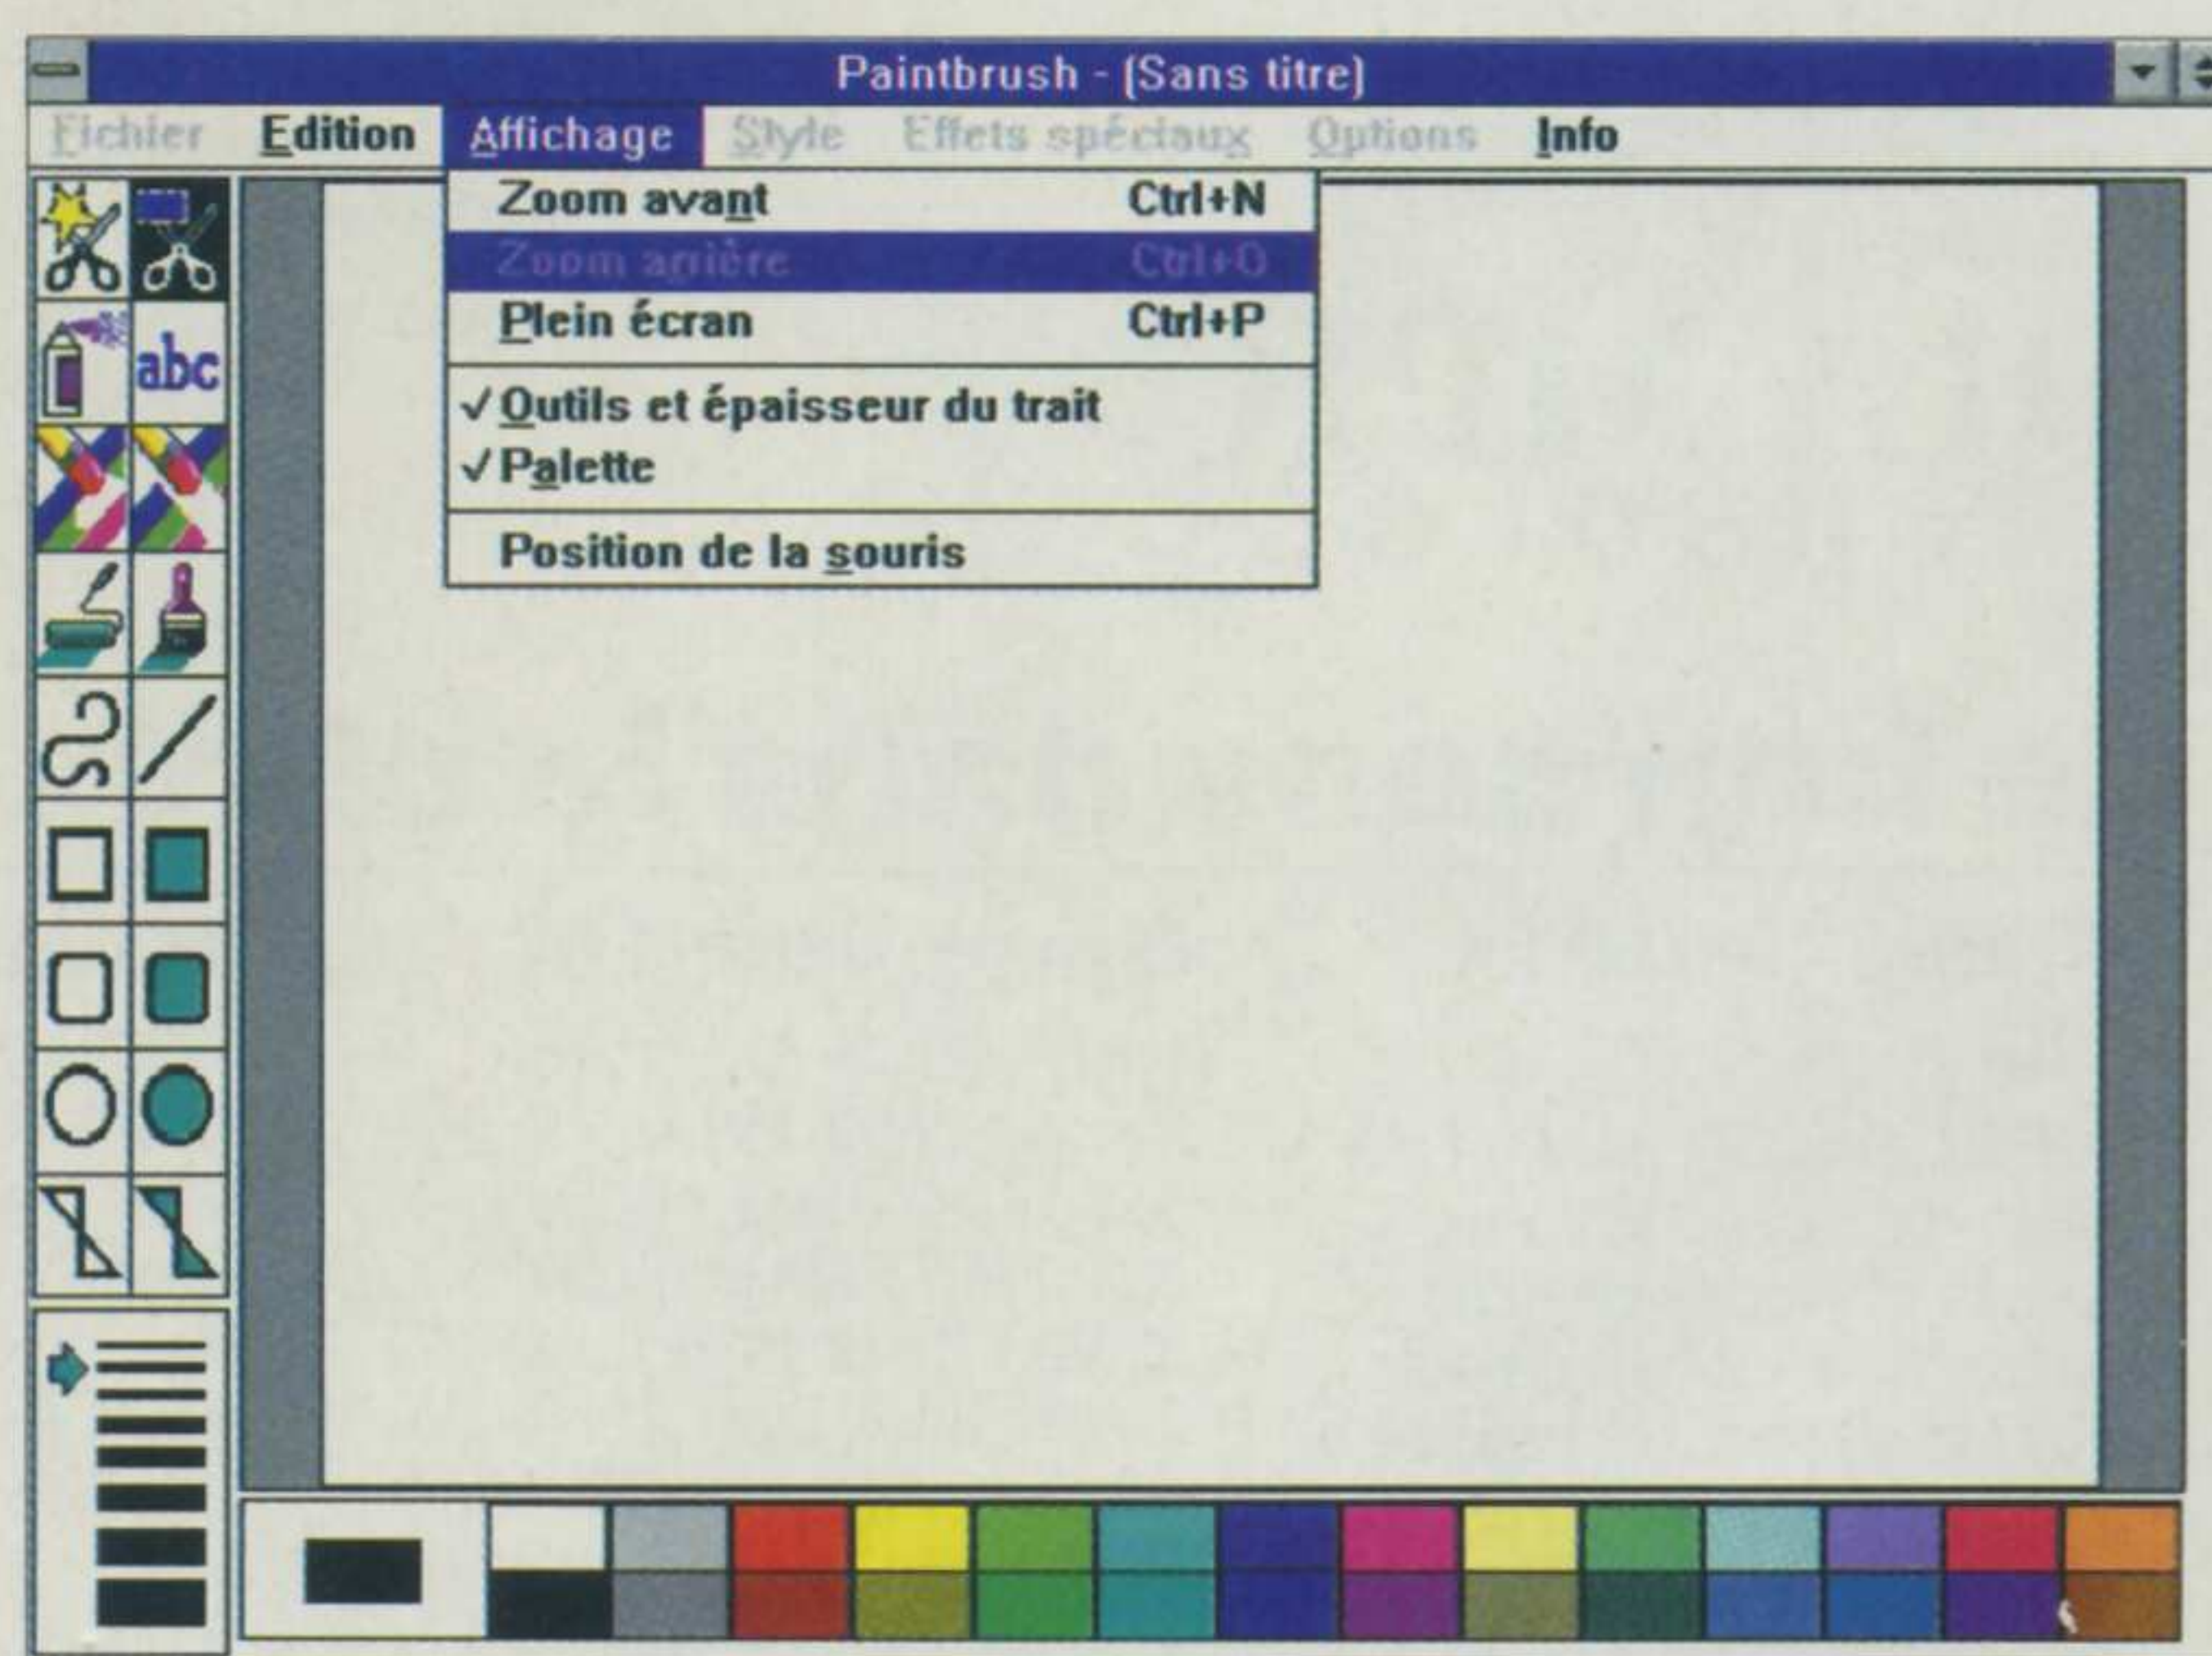 Paintbrush - (Sans titre)
Fichier Edition Affichage Style Effets spéciaux Options Info
Zoom avant Ctrl+N
Zoom arrière Ctrl+O
Plein écran Ctrl+P
✓ Outils et épaisseur du trait
✓ Palette
Position de la souris
abc